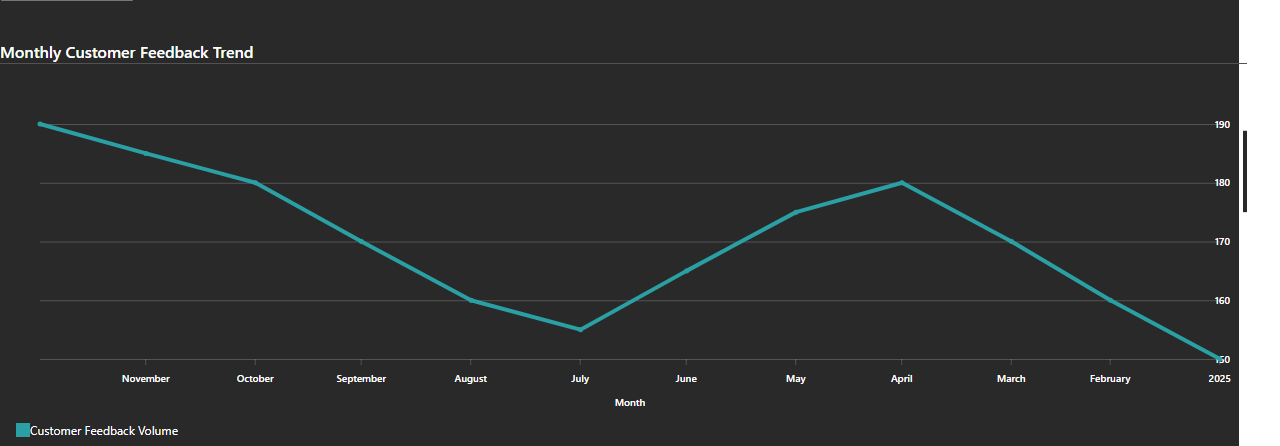 Monthly Customer Feedback Trend
190
180
170
160
150
November October September August July June May April March February 2025
Month
Customer Feedback Volume